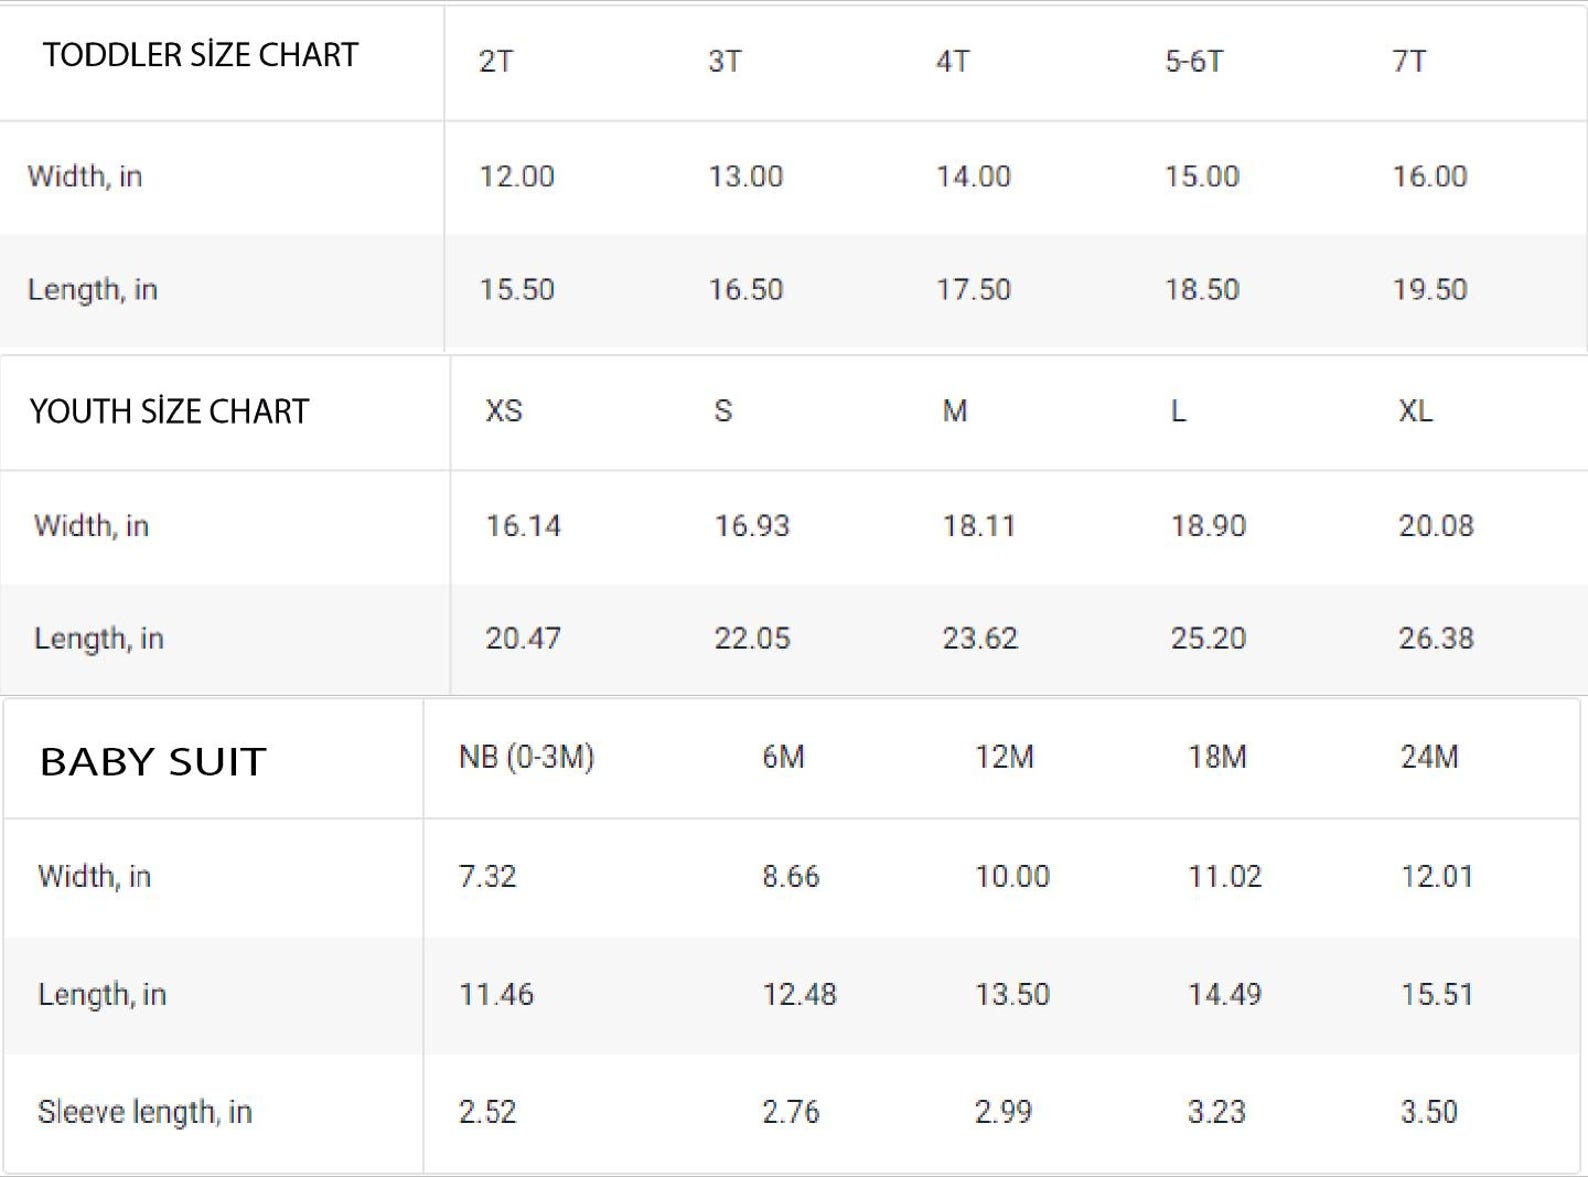 TODDLER SİZE CHART 2T 3T 4T 5-6T 7T
Width, in 12.00 13.00 14.00 15.00 16.00
Length, in 15.50 16.50 17.50 18.50 19.50
YOUTH SİZE CHART XS S M L XL
Width, in 16.14 16.93 18.11 18.90 20.08
Length, in 20.47 22.05 23.62 25.20 26.38
BABY SUIT NB (0-3M) 6M 12M 18M 24M
Width, in 7.32 8.66 10.00 11.02 12.01
Length, in 11.46 12.48 13.50 14.49 15.51
Sleeve length, in 2.52 2.76 2.99 3.23 3.50